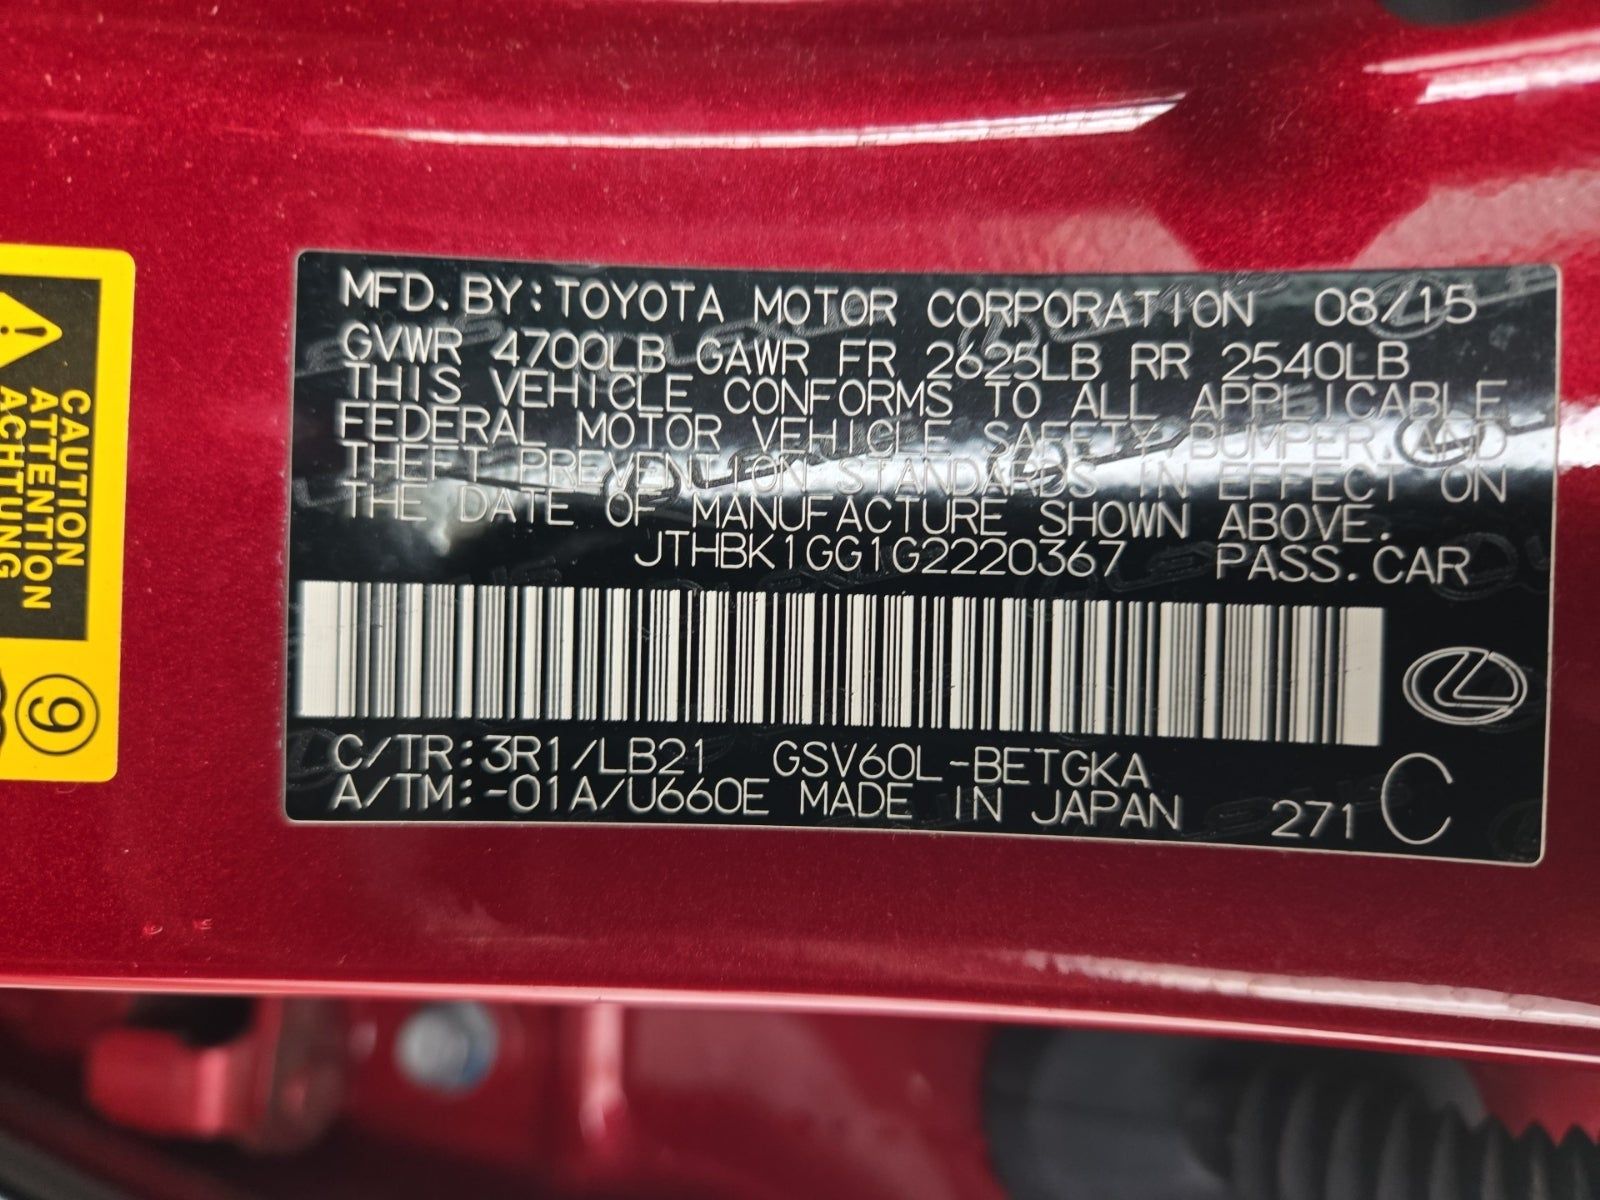 MFD.BY:TOYOTA MOTOR CORPORATION 08/15
GVWR 4700LB GAWR FR 2625LB RR 2540LB
THIS VEHICLE CONFORMS TO ALL APPLICABLE
FEDERAL MOTOR VEHICLE SAFETY,BUMPER,AND
THEFT PREVENTION STANDARDS IN EFFECT ON
THE DATE OF MANUFACTURE SHOWN ABOVE.
JTHBK1GG1G2220367 PASS.CAR
C/TR:3R1/LB21 GSV60L-BETGKA
A/TM:-01A/U660E MADE IN JAPAN 271 C
CAUTION
ATTENTION
ACHTUNG
9